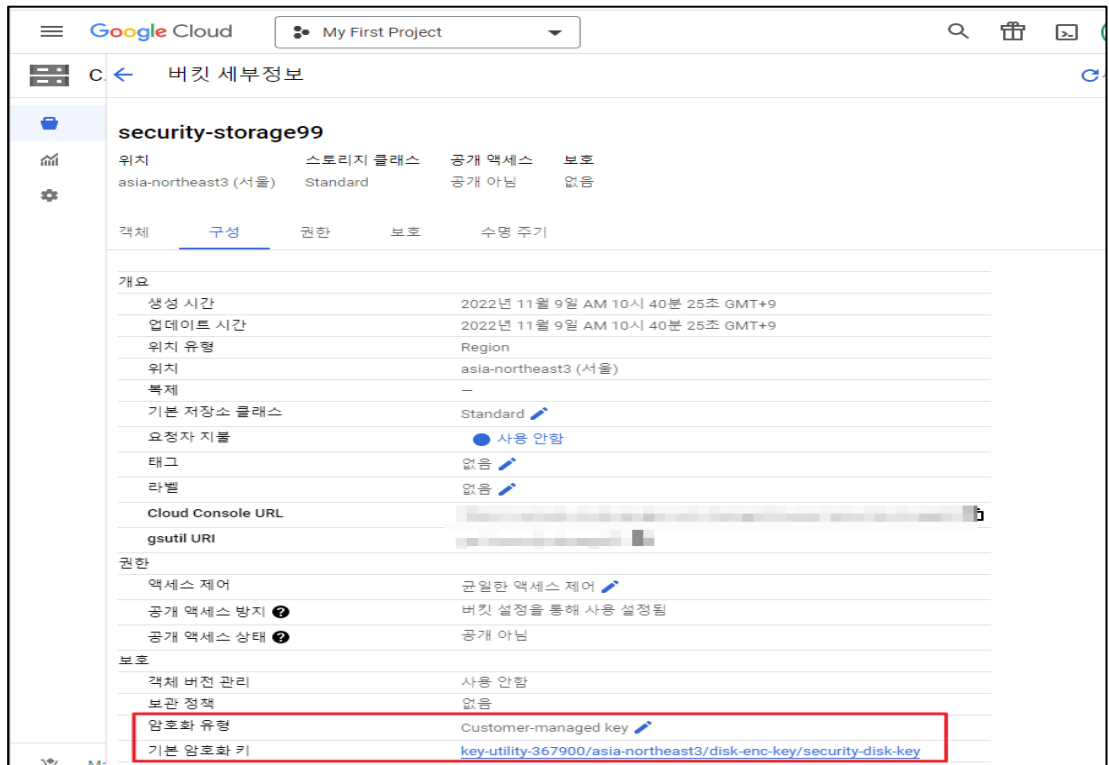 Google Cloud My First Project
C. 버킷 세부정보
security-storage99
위치 스토리지 클래스 공개 액세스 보호
asia-northeast3 (서울) Standard 공개 아님 없음
객체 구성 권한 보호 수명 주기
개요
생성 시간 2022년 11월 9일 AM 10시 40분 25초 GMT+9
업데이트 시간 2022년 11월 9일 AM 10시 40분 25초 GMT+9
위치 유형 Region
위치 asia-northeast3 (서울)
복제 —
기본 저장소 클래스 Standard
요청자 지불 사용 안함
태그 없음
라벨 없음
Cloud Console URL
gsutil URI
권한
액세스 제어 균일한 액세스 제어
공개 액세스 방지 버킷 설정을 통해 사용 설정됨
공개 액세스 상태 공개 아님
보호
객체 버전 관리 사용 안함
보관 정책 없음
암호화 유형 Customer-managed key
기본 암호화 키 key-utility-367900/asia-northeast3/disk-enc-key/security-disk-key